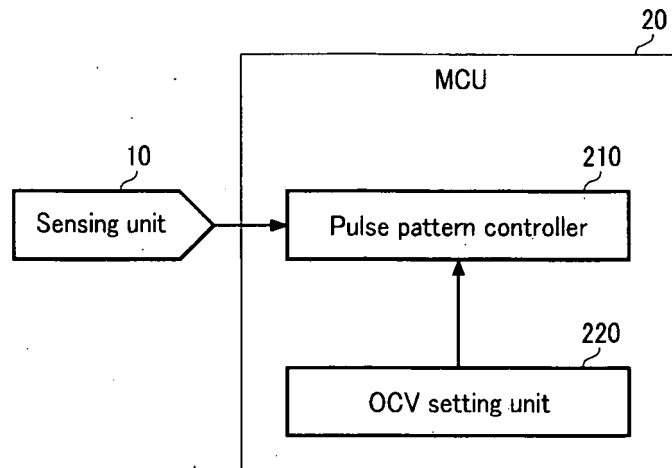 20
MCU
10
210
Sensing unit
Pulse pattern controller
220
OCV setting unit